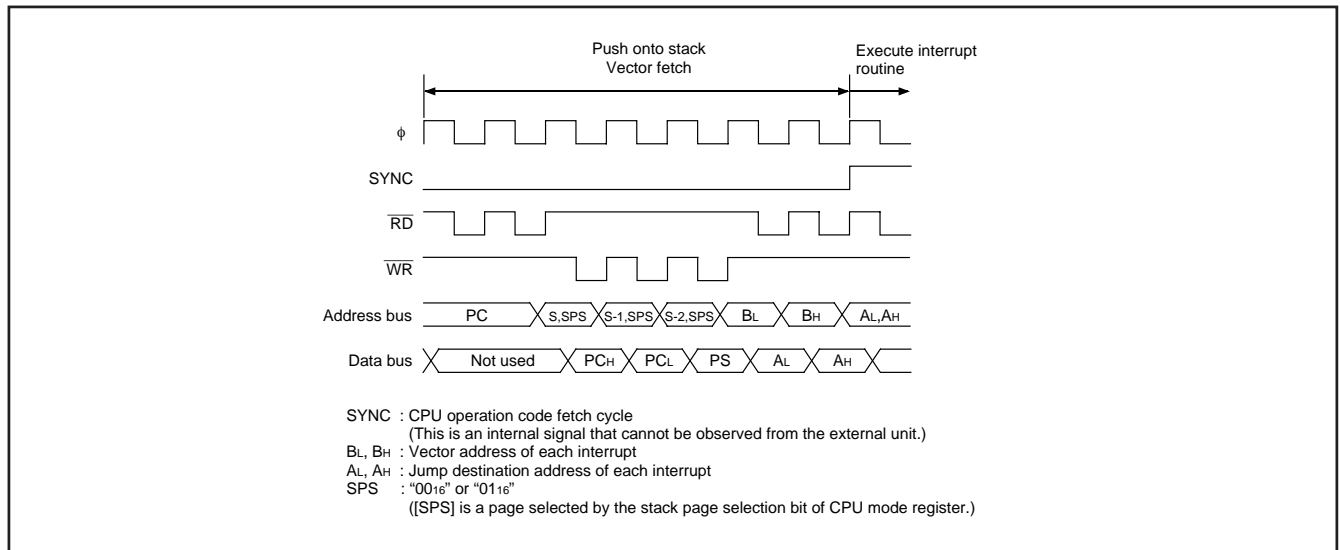 Push onto stack
Vector fetch
Execute interrupt
routine
ϕ
SYNC
RD
WR
Address bus PC S,SPS S-1,SPS S-2,SPS BL BH AL,AH
Data bus Not used PCH PCL PS AL AH
SYNC : CPU operation code fetch cycle
(This is an internal signal that cannot be observed from the external unit.)
BL, BH : Vector address of each interrupt
AL, AH : Jump destination address of each interrupt
SPS : “0016” or “0116”
([SPS] is a page selected by the stack page selection bit of CPU mode register.)